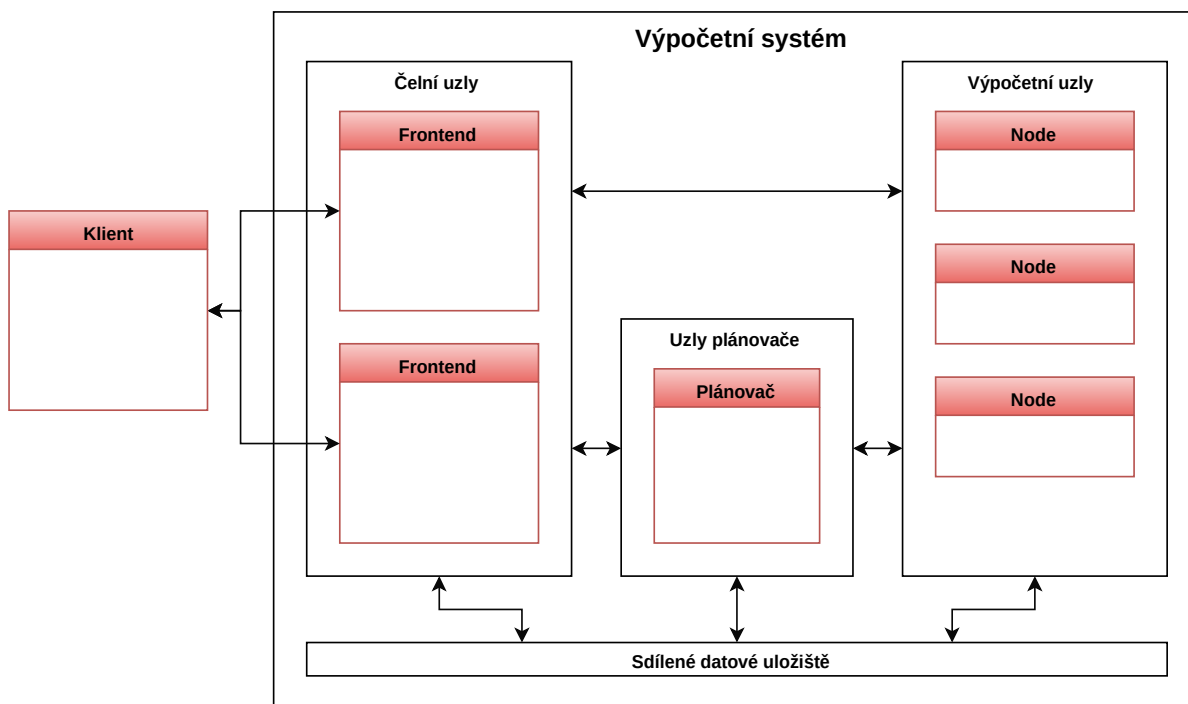 Výpočetní systém
Čelní uzly
Výpočetní uzly
Frontend
Node
Klient
Node
Uzly plánovače
Frontend
Plánovač
Node
Sdílené datové uložiště